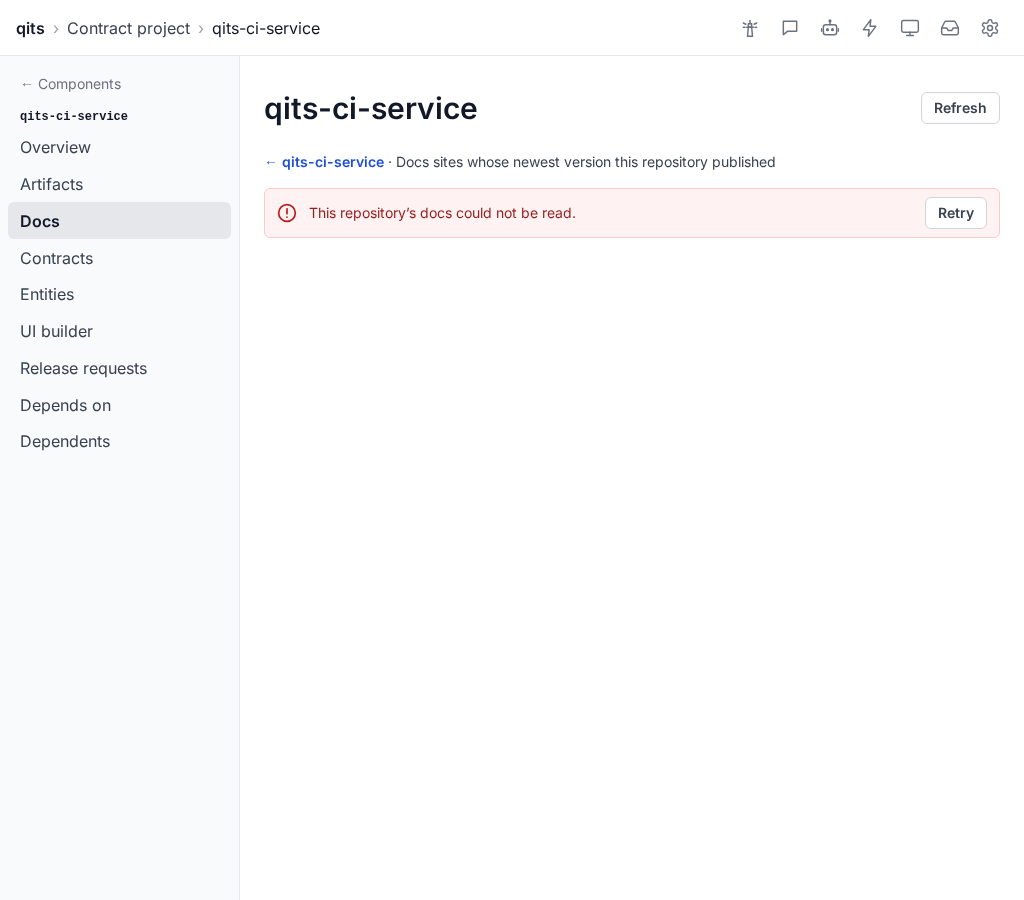 qits › Contract project › qits-ci-service
← Components
qits-ci-service
Overview
Artifacts
Docs
Contracts
Entities
UI builder
Release requests
Depends on
Dependents
qits-ci-service
Refresh
← qits-ci-service · Docs sites whose newest version this repository published
This repository’s docs could not be read.
Retry